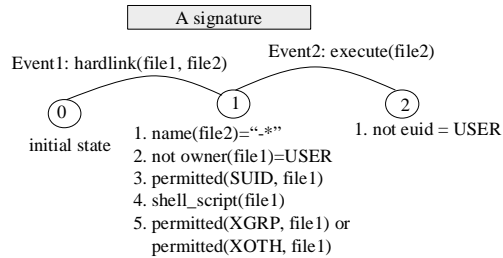 A signature
Event1: hardlink(file1, file2)
Event2: execute(file2)
0
1
2
initial state
1. name(file2)=“-*”
2. not owner(file1)=USER
3. permitted(SUID, file1)
4. shell_script(file1)
5. permitted(XGRP, file1) or
permitted(XOTH, file1)
1. not euid = USER